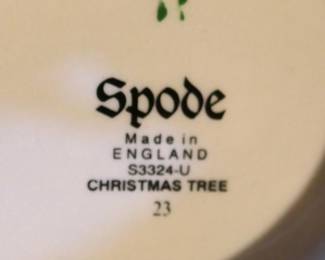 Spode
Made in
ENGLAND
S3324-U
CHRISTMAS TREE
23